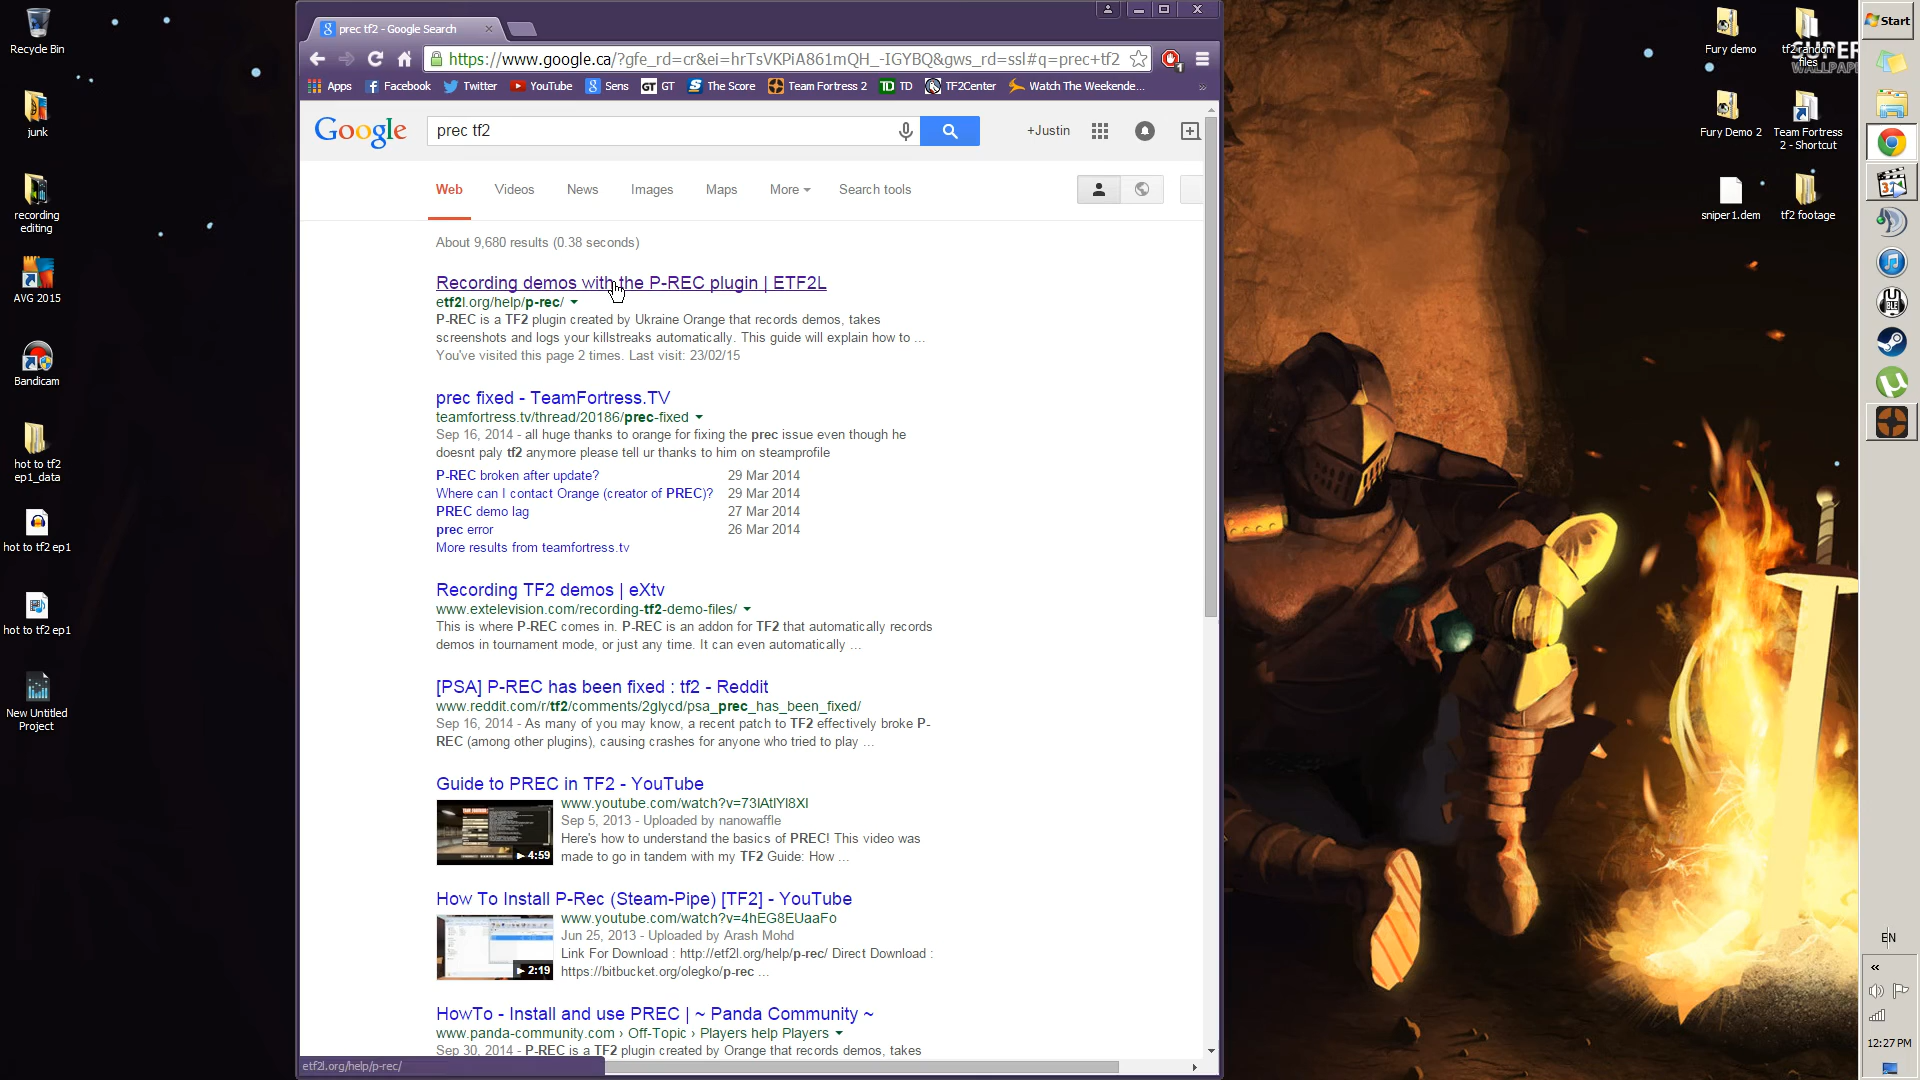 Recycle Bin
junk
recording
editing
AVG 2015
Bandicam
hot to tf2
ep1_data
hot to tf2 ep1
hot to tf2 ep1
New Untitled
Project
prec tf2 - Google Search
https://www.google.ca/?gfe_rd=cr&ei=hrTsVKPiA861mQH_-IGYBQ&gws_rd=ssl#q=prec+tf2
Apps Facebook Twitter YouTube Sens GT GT The Score Team Fortress 2 TD TD TF2Center Watch The Weekende...
Google prec tf2 +Justin
Web Videos News Images Maps More Search tools
About 9,680 results (0.38 seconds)
Recording demos with the P-REC plugin | ETF2L
etf2l.org/help/p-rec/
P-REC is a TF2 plugin created by Ukraine Orange that records demos, takes
screenshots and logs your killstreaks automatically. This guide will explain how to ...
You've visited this page 2 times. Last visit: 23/02/15
prec fixed - TeamFortress.TV
teamfortress.tv/thread/20186/prec-fixed
Sep 16, 2014 - all huge thanks to orange for fixing the prec issue even though he
doesnt paly tf2 anymore please tell ur thanks to him on steamprofile
P-REC broken after update? 29 Mar 2014
Where can I contact Orange (creator of PREC)? 29 Mar 2014
PREC demo lag 27 Mar 2014
prec error 26 Mar 2014
More results from teamfortress.tv
Recording TF2 demos | eXtv
www.extelevision.com/recording-tf2-demo-files/
This is where P-REC comes in. P-REC is an addon for TF2 that automatically records
demos in tournament mode, or just any time. It can even automatically ...
[PSA] P-REC has been fixed : tf2 - Reddit
www.reddit.com/r/tf2/comments/2glycd/psa_prec_has_been_fixed/
Sep 16, 2014 - As many of you may know, a recent patch to TF2 effectively broke P-
REC (among other plugins), causing crashes for anyone who tried to play ...
Guide to PREC in TF2 - YouTube
www.youtube.com/watch?v=73IAtIYI8XI
Sep 5, 2013 - Uploaded by nanowaffle
Here's how to understand the basics of PREC! This video was
made to go in tandem with my TF2 Guide: How ...
4:59
How To Install P-Rec (Steam-Pipe) [TF2] - YouTube
www.youtube.com/watch?v=4hEG8EUaaFo
Jun 25, 2013 - Uploaded by Arash Mohd
Link For Download : http://etf2l.org/help/p-rec/ Direct Download :
https://bitbucket.org/olegko/p-rec ...
2:19
HowTo - Install and use PREC | ~ Panda Community ~
www.panda-community.com › Off-Topic › Players help Players
Sep 30, 2014 - P-REC is a TF2 plugin created by Orange that records demos, takes
etf2l.org/help/p-rec/
Fury demo
tf2 random
files
SUPER
WALLPAP
Fury Demo 2
Team Fortress
2 - Shortcut
sniper1.dem
tf2 footage
Start
EN
12:27 PM